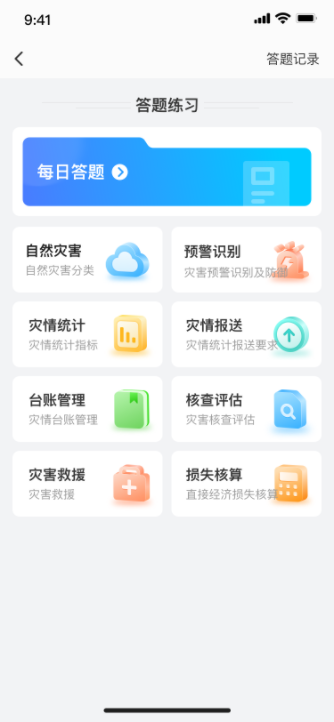 9:41
答题记录
答题练习
每日答题
自然灾害
自然灾害分类
预警识别
灾害预警识别及防御
灾情统计
灾情统计指标
灾情报送
灾情统计报送要求
台账管理
灾情台账管理
核查评估
灾害核查评估
灾害救援
灾害救援
损失核算
直接经济损失核算